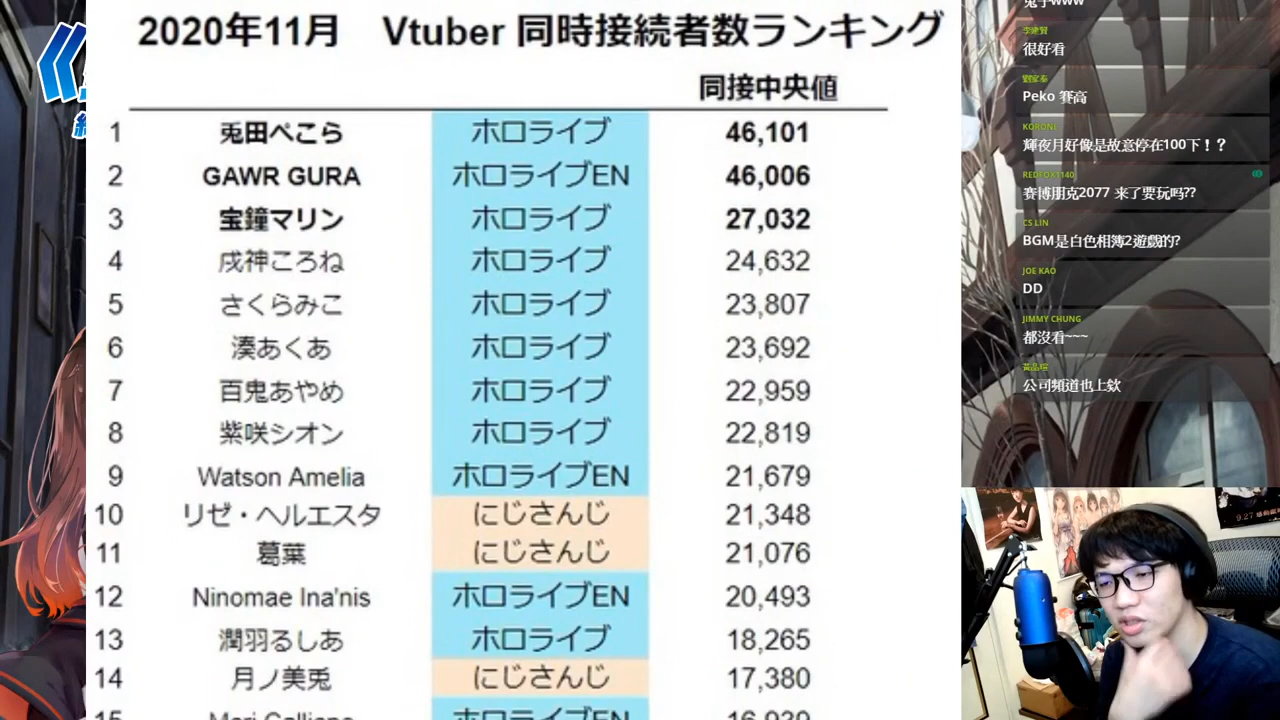 2020年11月 Vtuber 同時接続者数ランキング
同接中央値
1 兎田ぺこら ホロライブ 46,101
2 GAWR GURA ホロライブEN 46,006
3 宝鐘マリン ホロライブ 27,032
4 戌神ころね ホロライブ 24,632
5 さくらみこ ホロライブ 23,807
6 湊あくあ ホロライブ 23,692
7 百鬼あやめ ホロライブ 22,959
8 紫咲シオン ホロライブ 22,819
9 Watson Amelia ホロライブEN 21,679
10 リゼ・ヘルエスタ にじさんじ 21,348
11 葛葉 にじさんじ 21,076
12 Ninomae Ina'nis ホロライブEN 20,493
13 潤羽るしあ ホロライブ 18,265
14 月ノ美兎 にじさんじ 17,380
15 Mori Calliope ホロライブEN 16,939
很好看
Peko 賽高
KORONE
輝夜月好像是故意停在100下！？
REDFOX1140
赛博朋克2077 来了要玩吗??
CS LIN
BGM是白色相簿2遊戲的?
JOE KAO
DD
JIMMY CHUNG
都沒看~~~
公司頻道也上欸
9.27